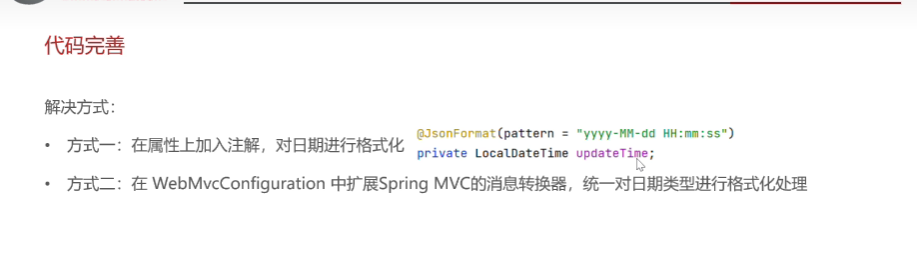 代码完善
解决方式：
• 方式一：在属性上加入注解，对日期进行格式化
@JsonFormat(pattern = "yyyy-MM-dd HH:mm:ss")
private LocalDateTime updateTime;
• 方式二：在 WebMvcConfiguration 中扩展Spring MVC的消息转换器，统一对日期类型进行格式化处理